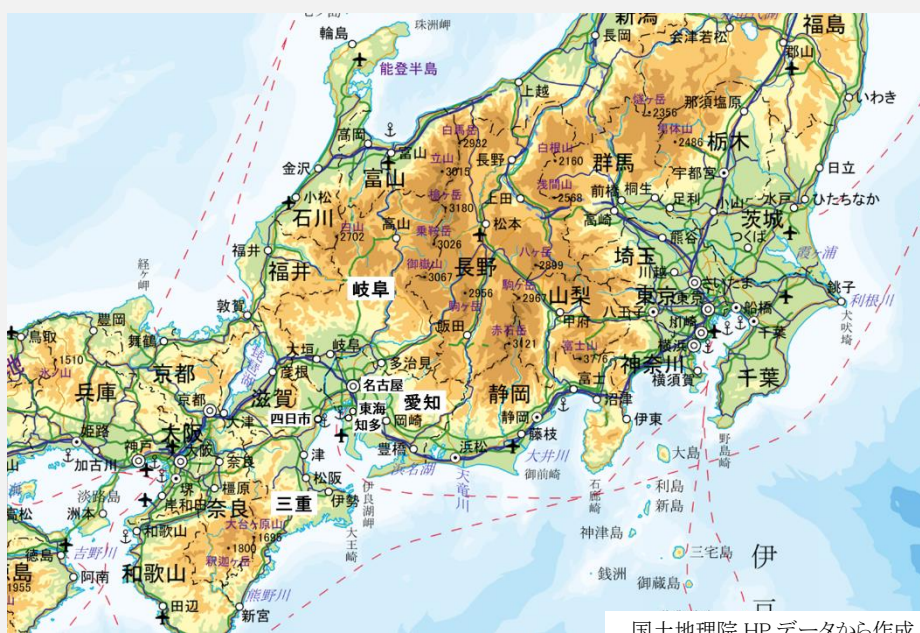 輪島
珠洲岬
能登半島
新潟
長岡
会津若松
福島
郡山
いわき
上越
那須塩原
2356
白馬岳
2932
白根山
2160
2486
栃木
高岡
富山
富山
長野
群馬
宇都宮
日立
金沢
立山
3015
浅間山
2568
前橋
桐生
小松
石川
3180
上田
高崎
足利
小山
水戸
ひたちなか
茨城
白山
2702
高山
乗鞍岳
3026
松本
熊谷
つくば
福井
福井
御嶽山
3067
長野
八ヶ岳
2899
埼玉
川越
霞ヶ浦
経ヶ岬
岐阜
駒ヶ岳
2956
駒ヶ岳
2967
山梨
東京
東京
さいたま
船橋
銚子
利根川
犬吠埼
敦賀
飯田
甲府
八王子
川崎
千葉
鳥取
豊岡
舞鶴
赤石岳
3121
富士山
3776
横浜
神奈川
横須賀
千葉
1510
氷ノ山
琵琶湖
大垣
岐阜
多治見
兵庫
京都
彦根
名古屋
愛知
静岡
富士
沼津
京都
滋賀
四日市
東海
知多
岡崎
静岡
伊東
姫路
大津
藤枝
野島崎
神戸
大阪
大阪
豊橋
浜松
大井川
加古川
奈良
津
浜名湖
天竜川
御前崎
石廊崎
大島
淡路島
堺
橿原
松阪
伊勢
伊良湖岬
利島
洲本
岸和田
奈良
三重
大王崎
新島
高松
和歌山
大台ヶ原山
1695
神津島
徳島
吉野川
1800
釈迦ヶ岳
三宅島
1955
阿南
和歌山
熊野川
銭洲
御蔵島
伊
田辺
新宮
豆
国土地理院 HP データから作成